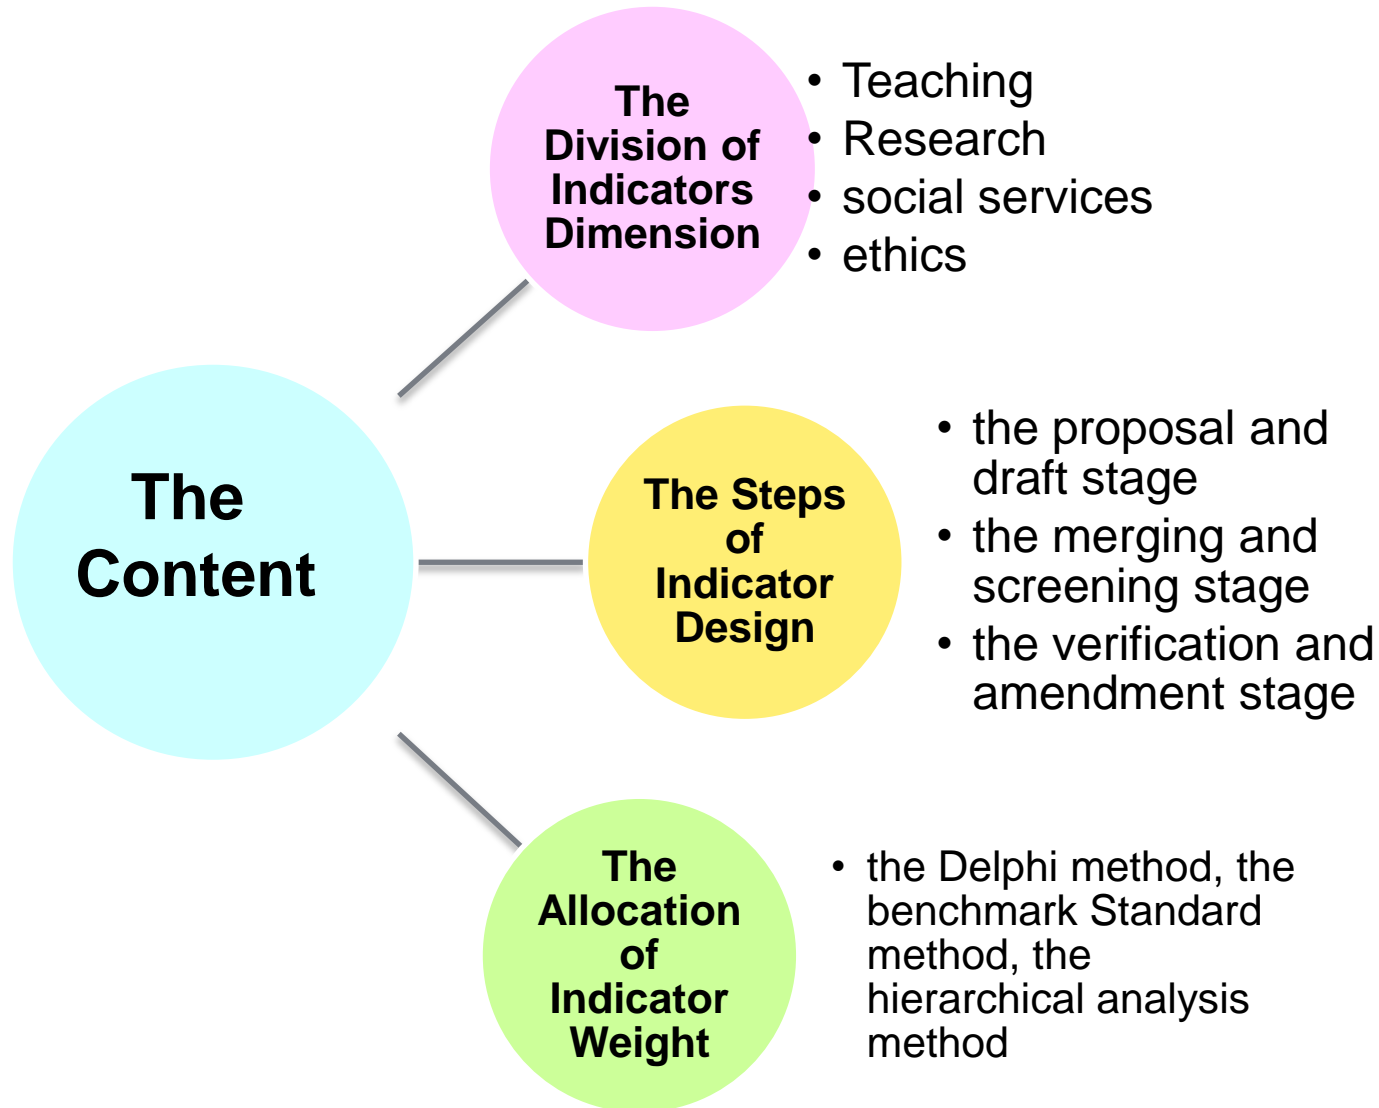 The
Division of
Indicators
Dimension
• Teaching
• Research
• social services
• ethics
The
Content
The Steps
of
Indicator
Design
• the proposal and
draft stage
• the merging and
screening stage
• the verification and
amendment stage
The
Allocation
of
Indicator
Weight
• the Delphi method, the
benchmark Standard
method, the
hierarchical analysis
method